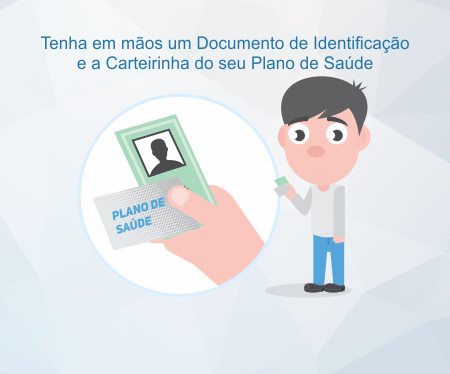 Tenha em mãos um Documento de Identificação
e a Carteirinha do seu Plano de Saúde
PLANO DE
SAÚDE